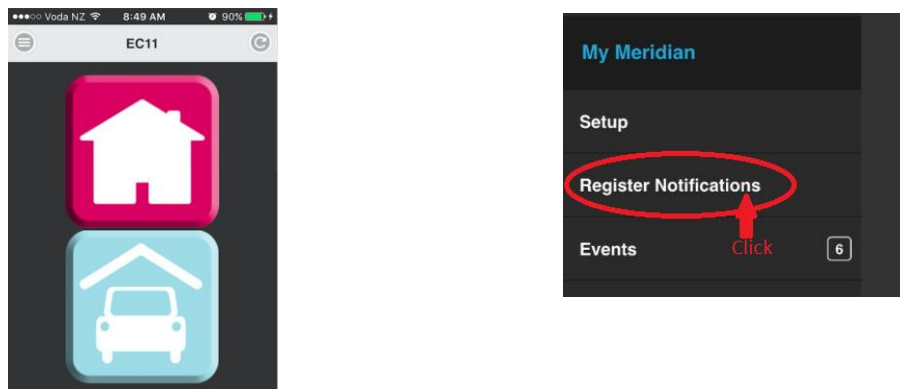 Voda NZ 8:49 AM 90%
EC11
My Meridian
Setup
Register Notifications
Events Click 6